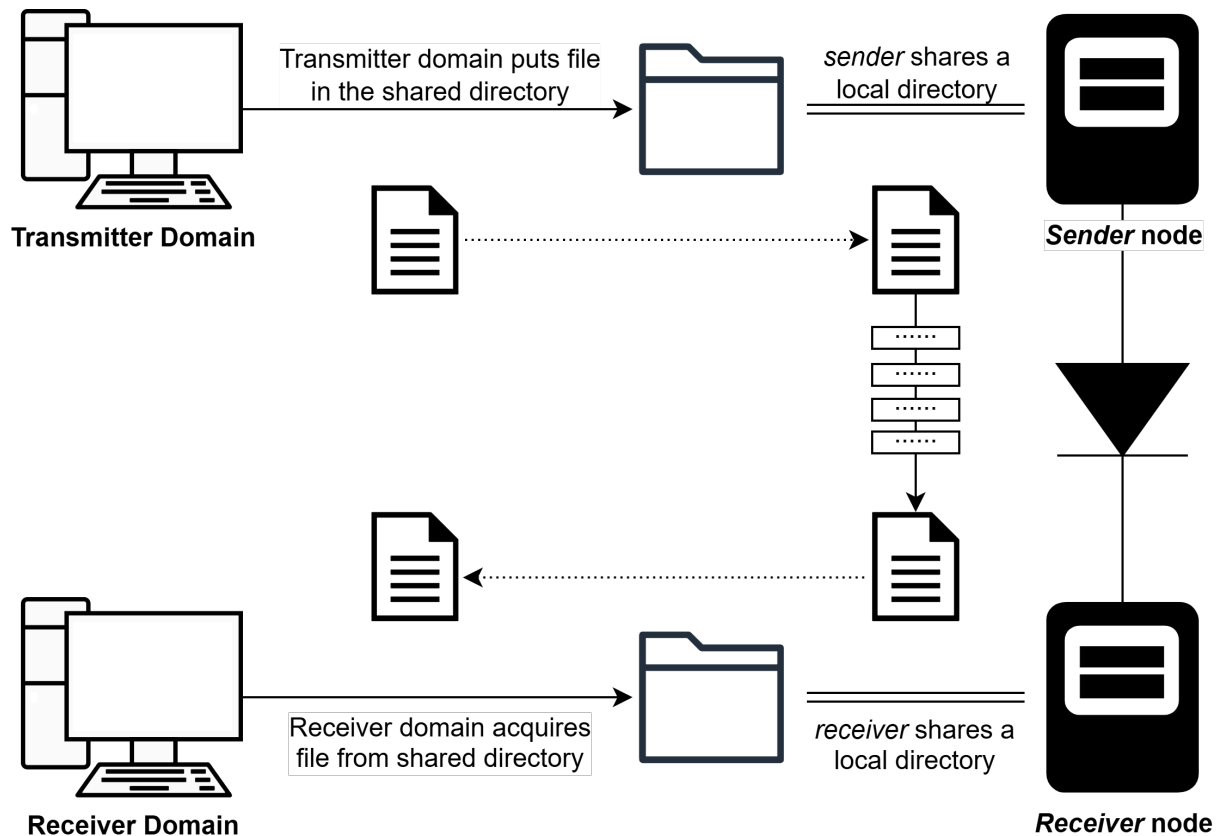 Transmitter domain puts file
in the shared directory
sender shares a
local directory
Transmitter Domain
Sender node
......
......
......
......
Receiver domain acquires
file from shared directory
receiver shares a
local directory
Receiver Domain
Receiver node